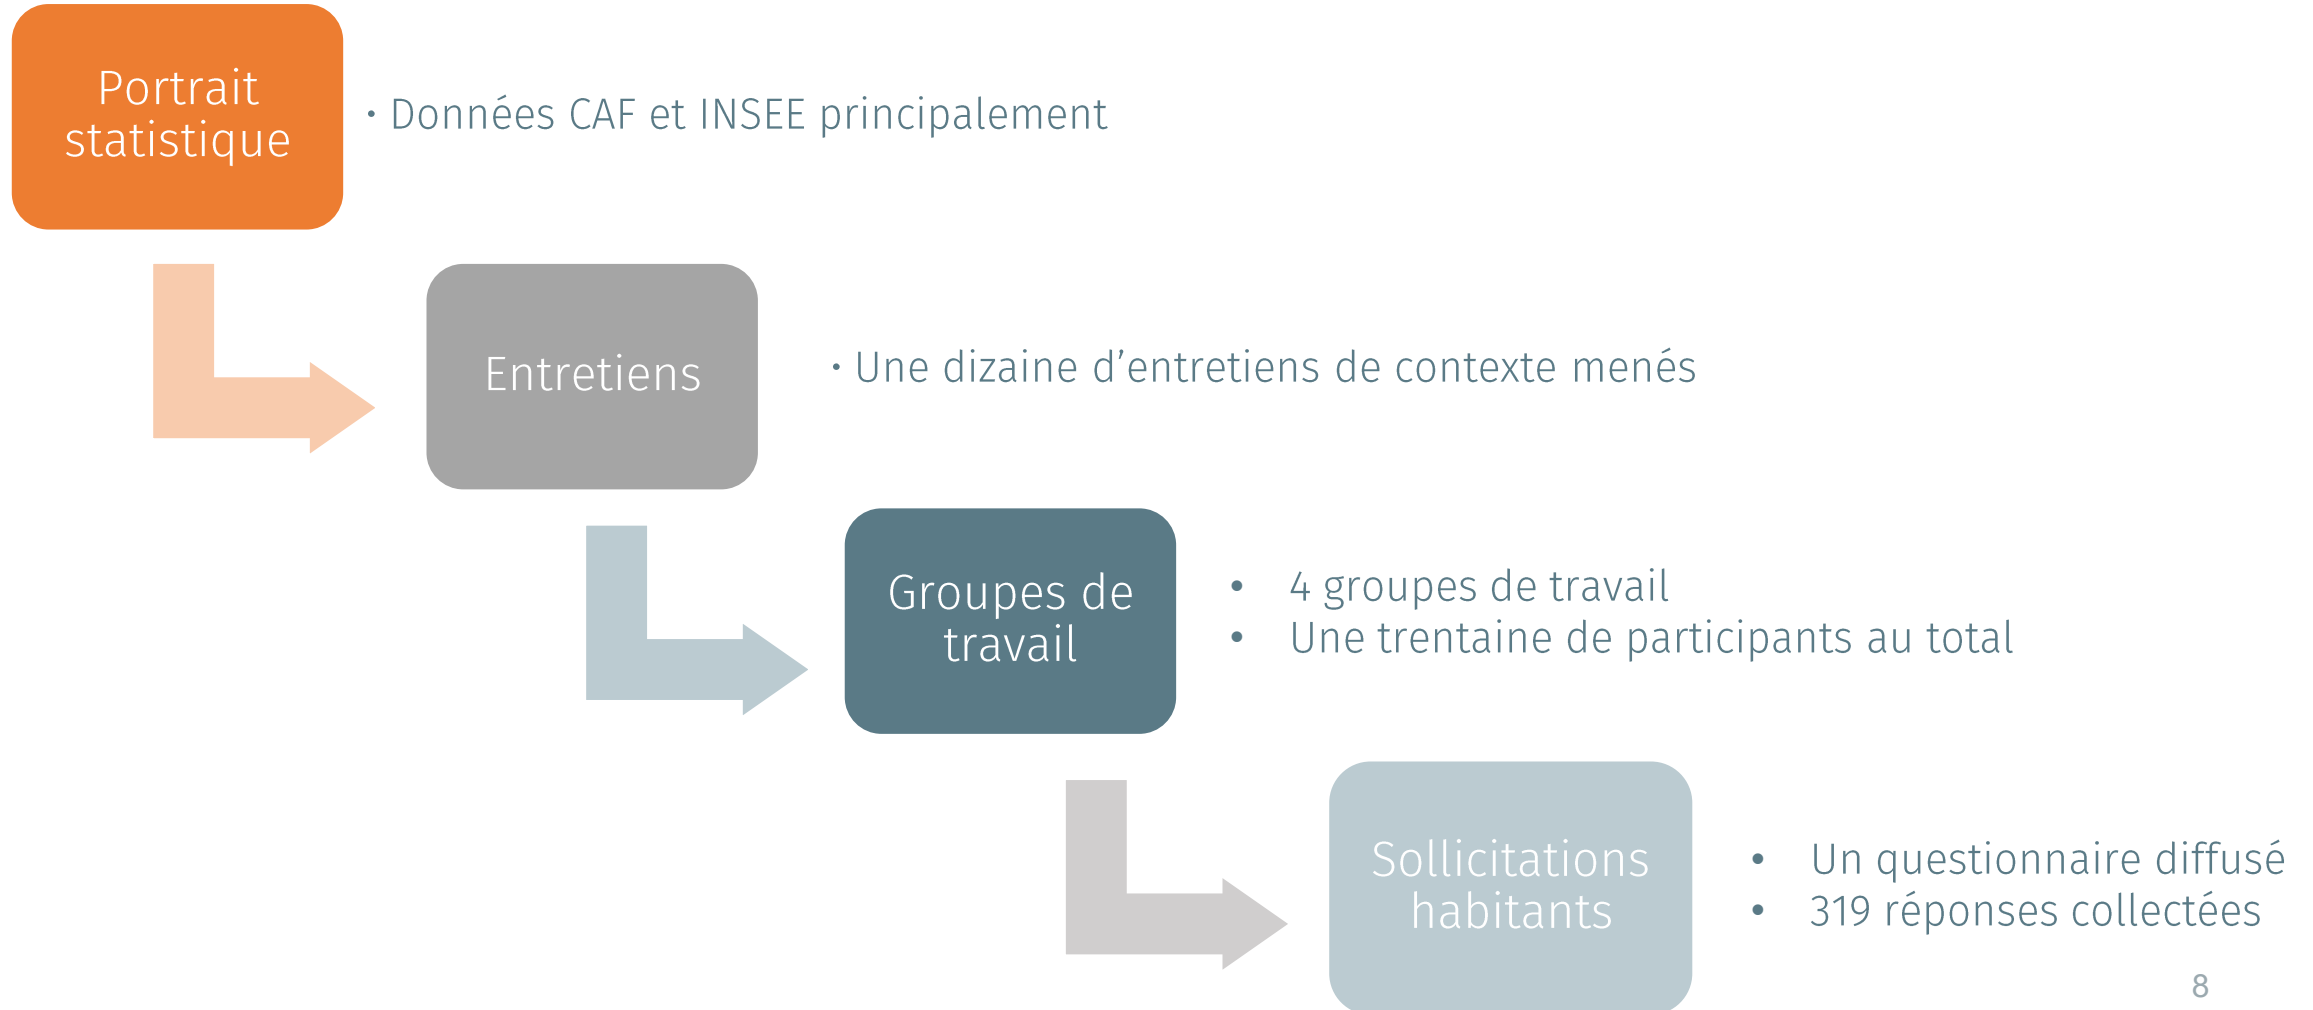 Portrait
statistique
• Données CAF et INSEE principalement
Entretiens
• Une dizaine d’entretiens de contexte menés
Groupes de
travail
• 4 groupes de travail
• Une trentaine de participants au total
Sollicitations
habitants
• Un questionnaire diffusé
• 319 réponses collectées
8